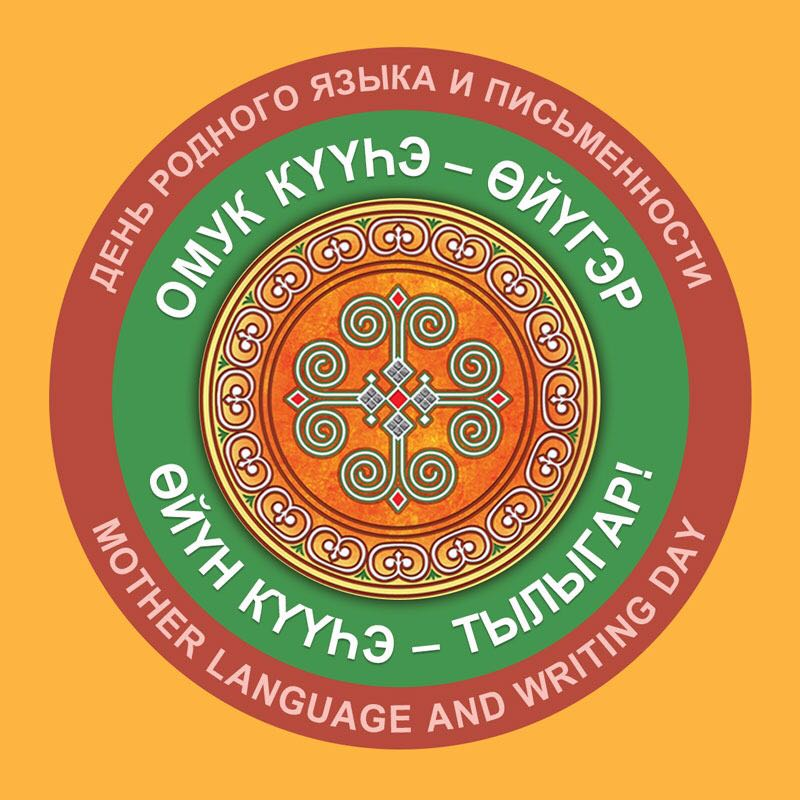 ДЕНЬ РОДНОГО ЯЗЫКА И ПИСЬМЕННОСТИ
ОМУК КҮҮҺЭ – ӨЙҮГЭР
ӨЙҮН КҮҮҺЭ – ТЫЛЫГАР!
MOTHER LANGUAGE AND WRITING DAY